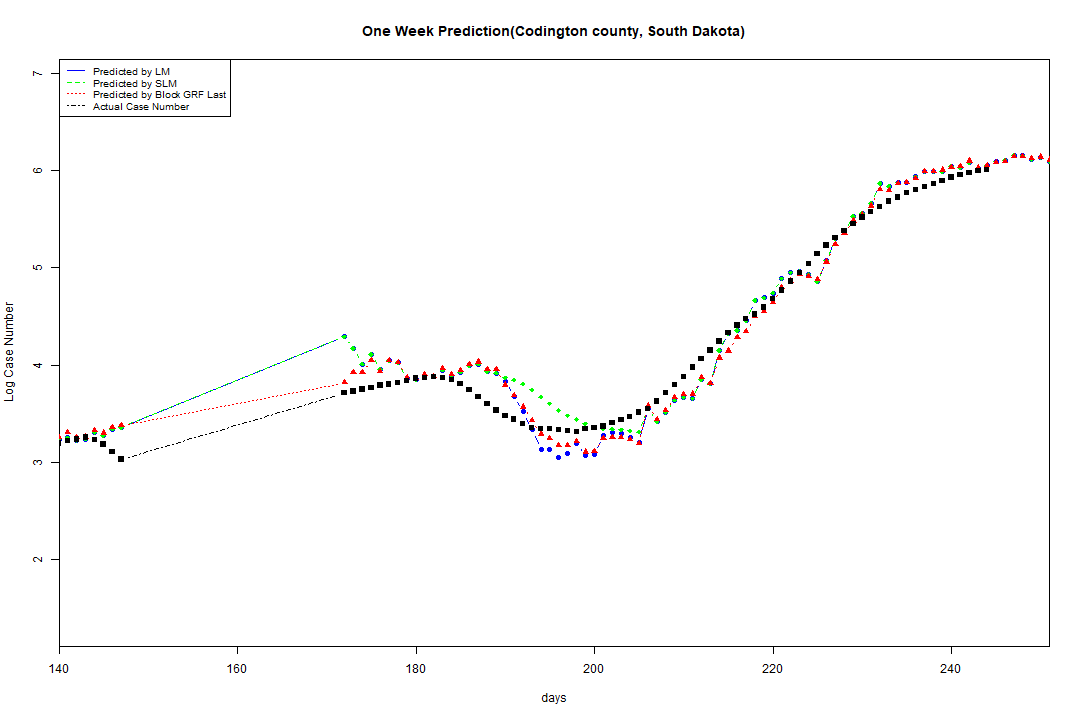 One Week Prediction(Codington county, South Dakota)
Predicted by LM
Predicted by SLM
Predicted by Block GRF Last
Actual Case Number
7
6
5
4
3
2
Log Case Number
140 160 180 200 220 240
days